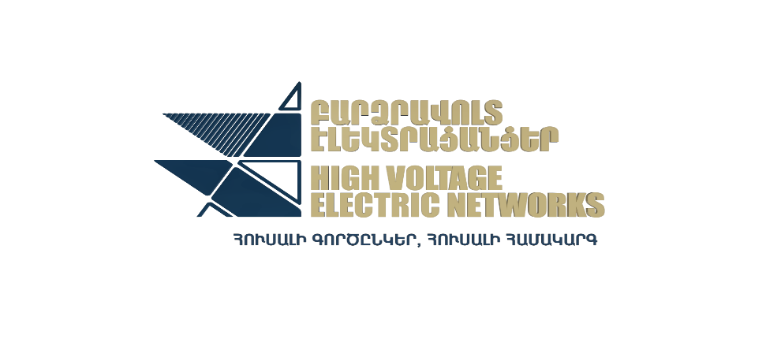 ԲԱՐՁՐԱՎՈԼՏ
ԷԼԵԿՏՐԱՑԱՆՑԵՐ
HIGH VOLTAGE
ELECTRIC NETWORKS
ՀՈՒՍԱԼԻ ԳՈՐԾԸՆԿԵՐ, ՀՈՒՍԱԼԻ ՀԱՄԱԿԱՐԳ